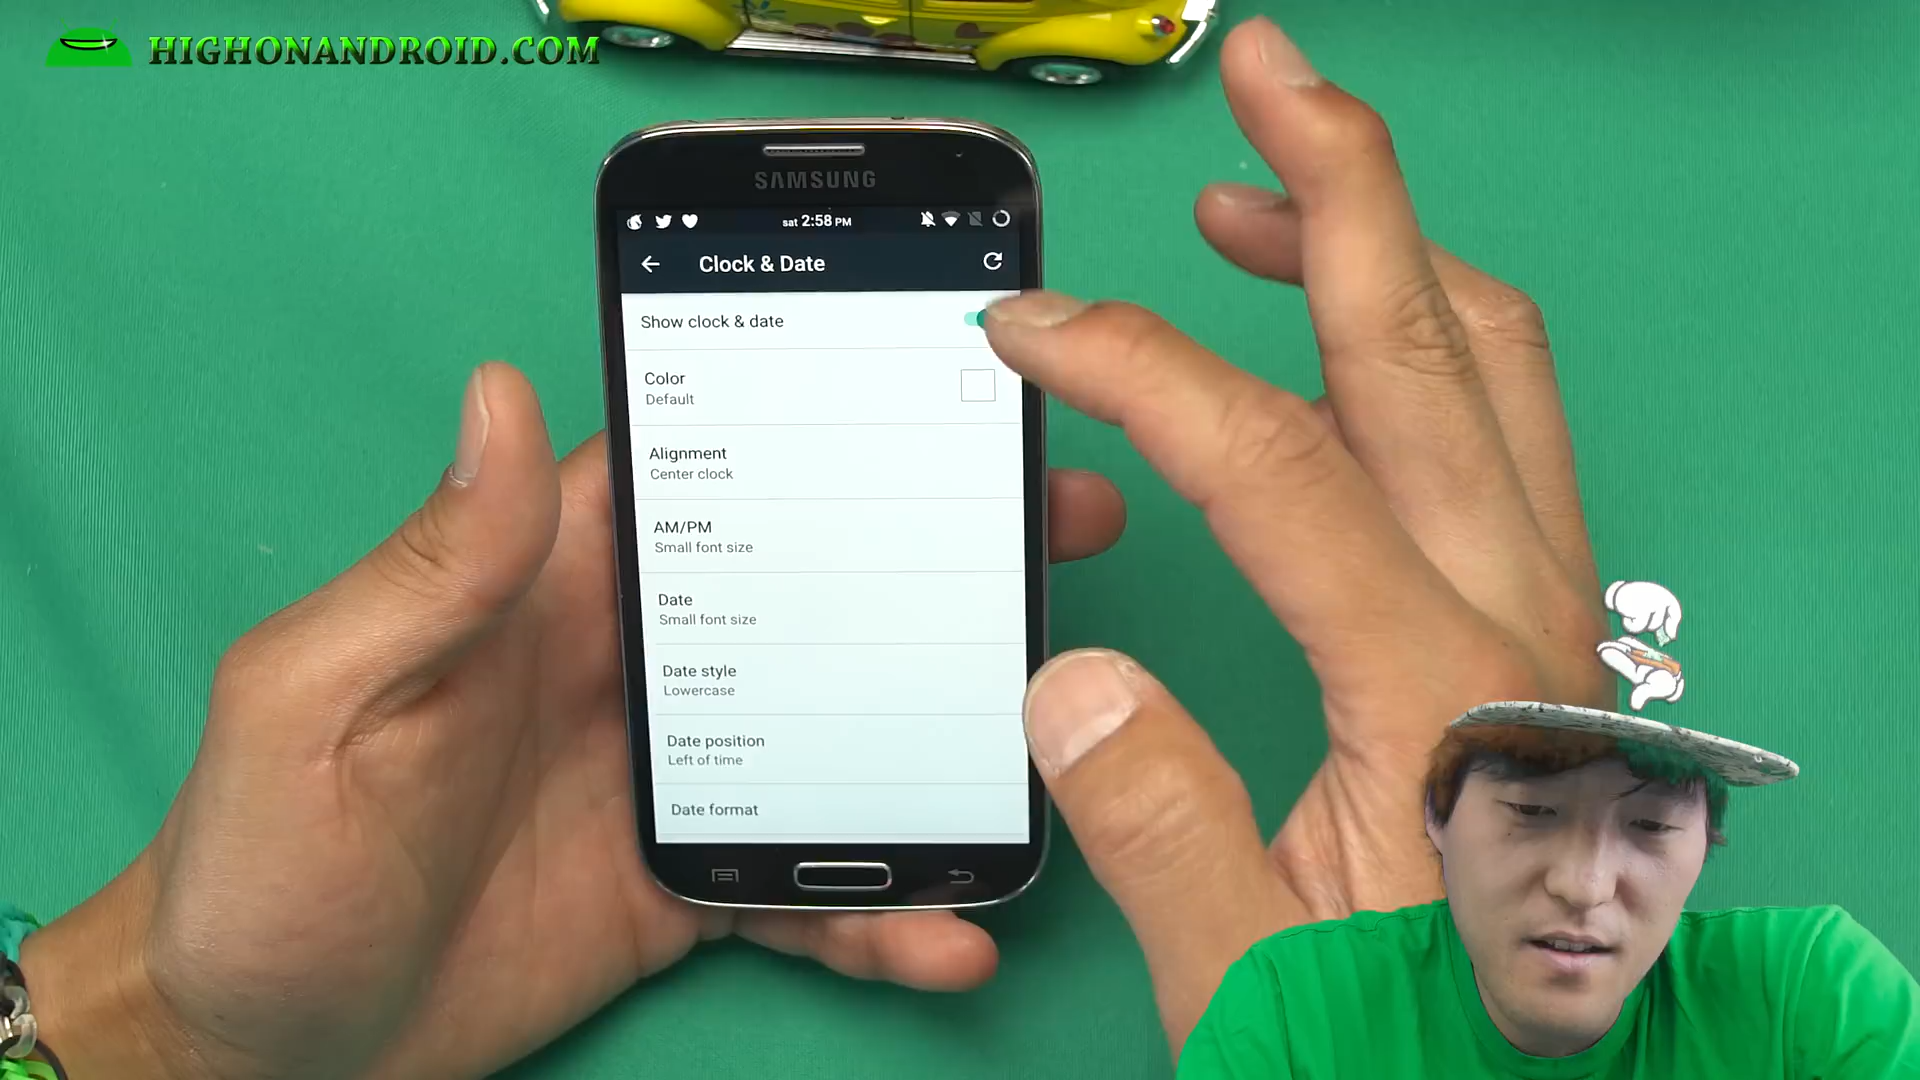 HIGHONANDROID.COM
SAMSUNG
sat 2:58 PM
Clock & Date
Show clock & date
Color
Default
Alignment
Center clock
AM/PM
Small font size
Date
Small font size
Date style
Lowercase
Date position
Left of time
Date format